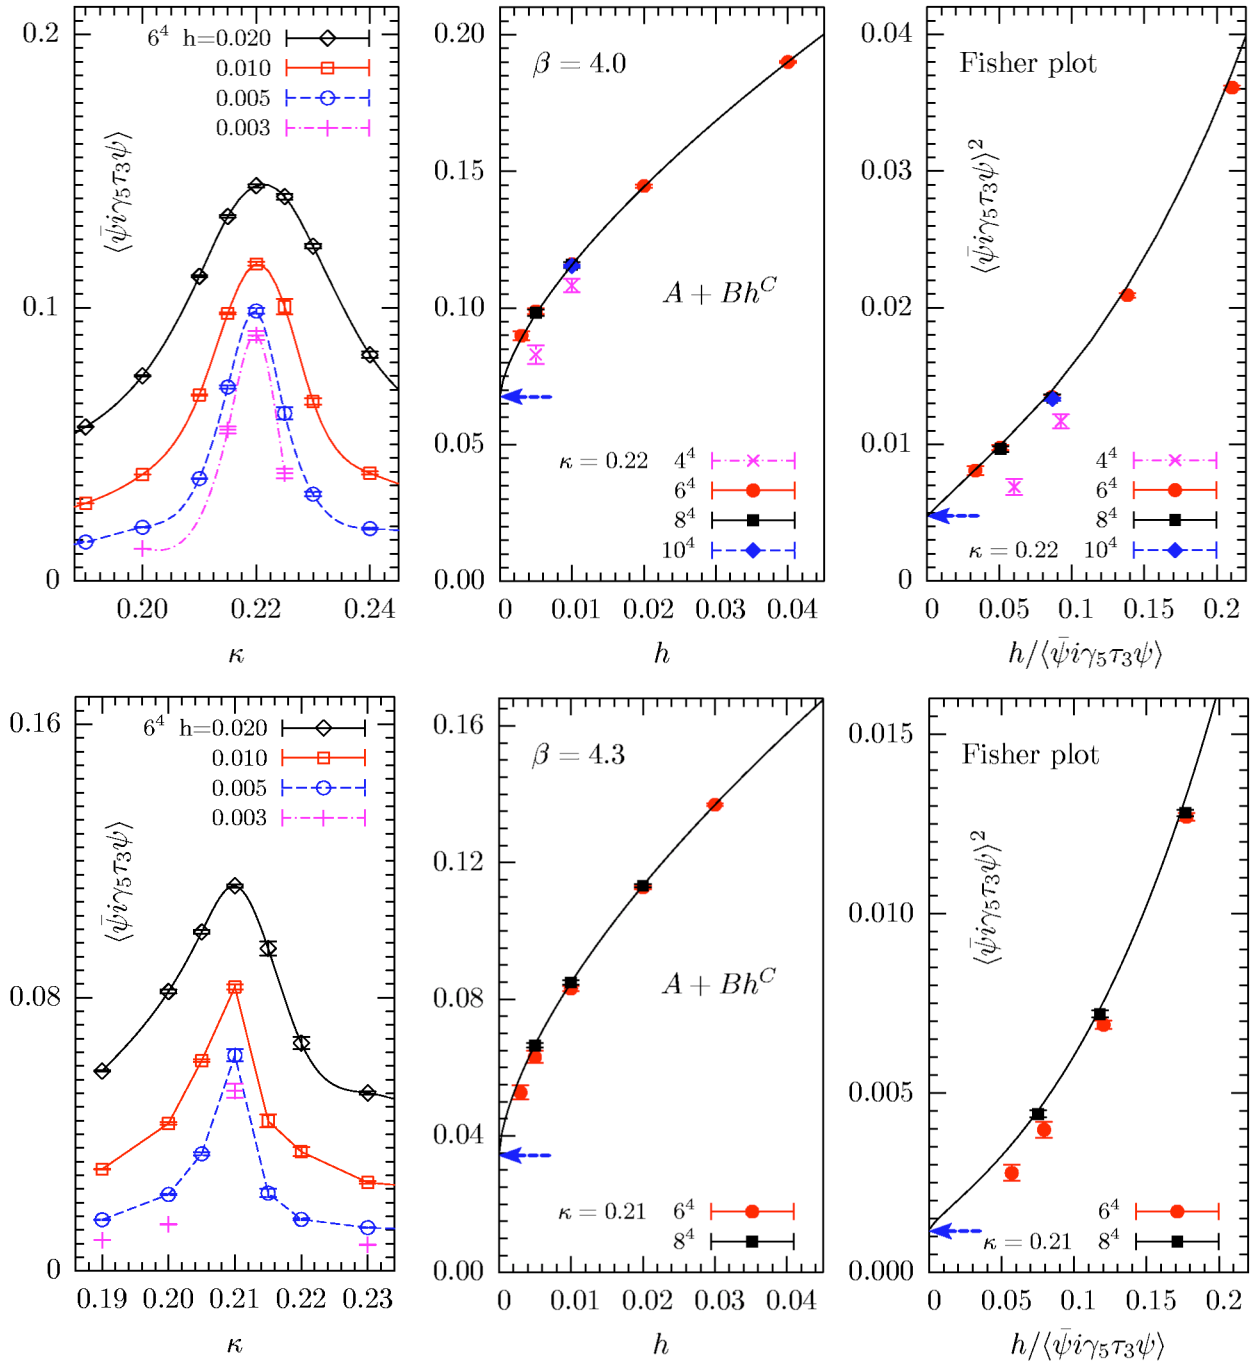 6⁴ h=0.020
0.010
0.005
0.003
⟨ψ̄iγ₅τ₃ψ⟩
0.2
0.1
0
0.20 0.22 0.24
κ
β = 4.0
A + Bh^C
κ = 0.22 4⁴
6⁴
8⁴
10⁴
0.20
0.15
0.10
0.05
0.00
0 0.01 0.02 0.03 0.04
h
Fisher plot
⟨ψ̄iγ₅τ₃ψ⟩²
4⁴
6⁴
8⁴
κ = 0.22 10⁴
0.04
0.03
0.02
0.01
0
0 0.05 0.1 0.15 0.2
h/⟨ψ̄iγ₅τ₃ψ⟩
6⁴ h=0.020
0.010
0.005
0.003
⟨ψ̄iγ₅τ₃ψ⟩
0.16
0.08
0
0.19 0.20 0.21 0.22 0.23
κ
β = 4.3
A + Bh^C
κ = 0.21 6⁴
8⁴
0.16
0.12
0.08
0.04
0.00
0 0.01 0.02 0.03 0.04
h
Fisher plot
⟨ψ̄iγ₅τ₃ψ⟩²
6⁴
κ = 0.21 8⁴
0.015
0.010
0.005
0.000
0 0.05 0.1 0.15 0.2
h/⟨ψ̄iγ₅τ₃ψ⟩